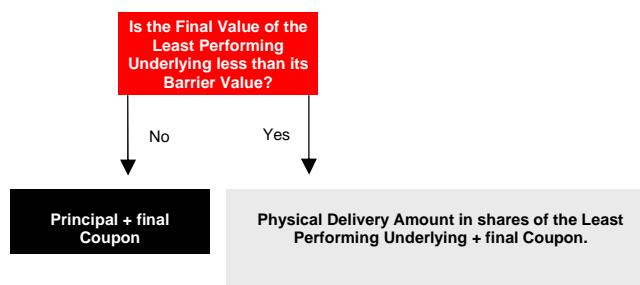 Is the Final Value of the
Least Performing
Underlying less than its
Barrier Value?
No
Yes
Principal + final
Coupon
Physical Delivery Amount in shares of the Least
Performing Underlying + final Coupon.